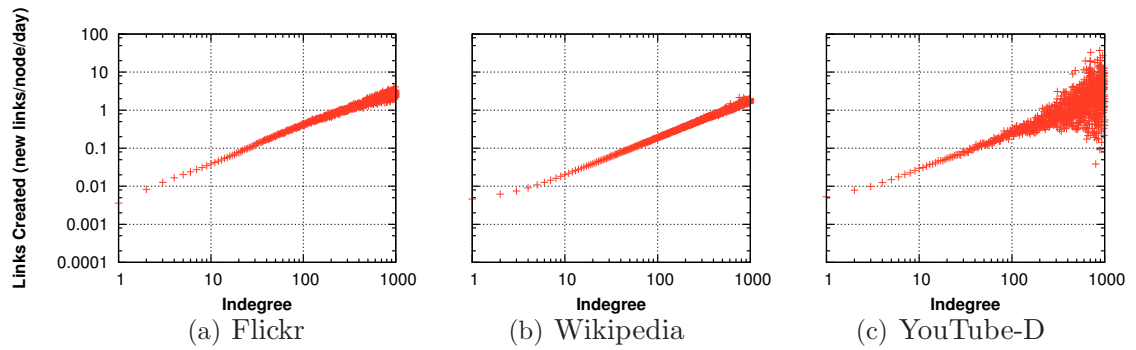 Links Created (new links/node/day)
100
10
1
0.1
0.01
0.001
0.0001
1 10 100 1000
Indegree
(a) Flickr
1 10 100 1000
Indegree
(b) Wikipedia
1 10 100 1000
Indegree
(c) YouTube-D